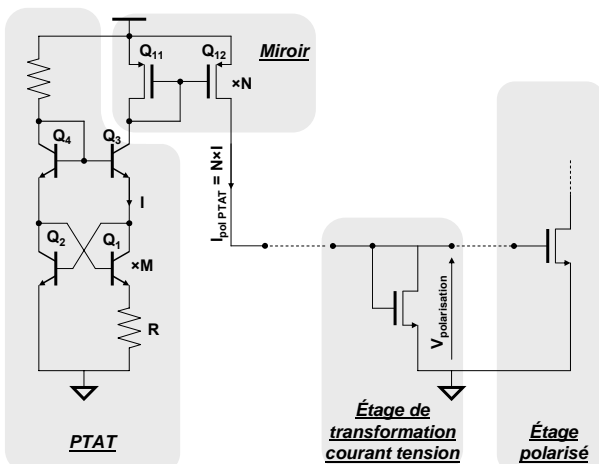 Q11
Q12
Miroir
×N
Q4
Q3
I
Ipol PTAT = N×I
Q2
Q1
×M
R
Vpolarisation
PTAT
Étage de
transformation
courant tension
Étage
polarisé